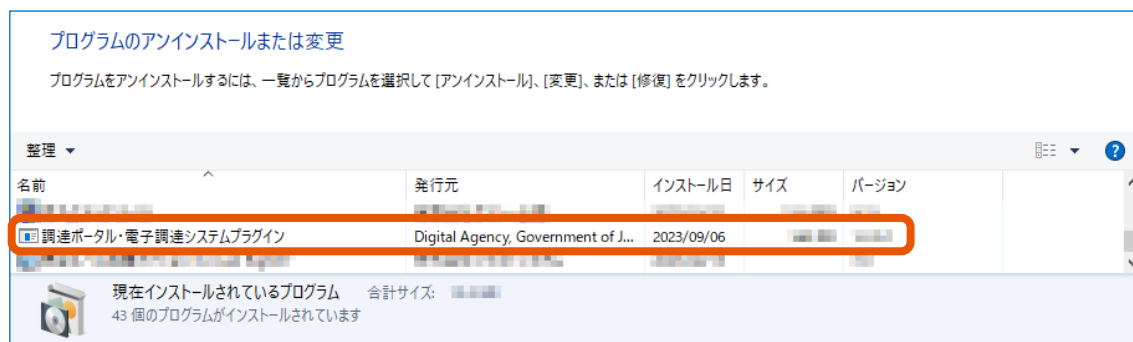 プログラムのアンインストールまたは変更
プログラムをアンインストールするには、一覧からプログラムを選択して [アンインストール]、[変更]、または [修復] をクリックします。
整理
名前 発行元 インストール日 サイズ バージョン
調達ポータル・電子調達システムプラグイン Digital Agency, Government of J... 2023/09/06
現在インストールされているプログラム 合計サイズ:
43 個のプログラムがインストールされています